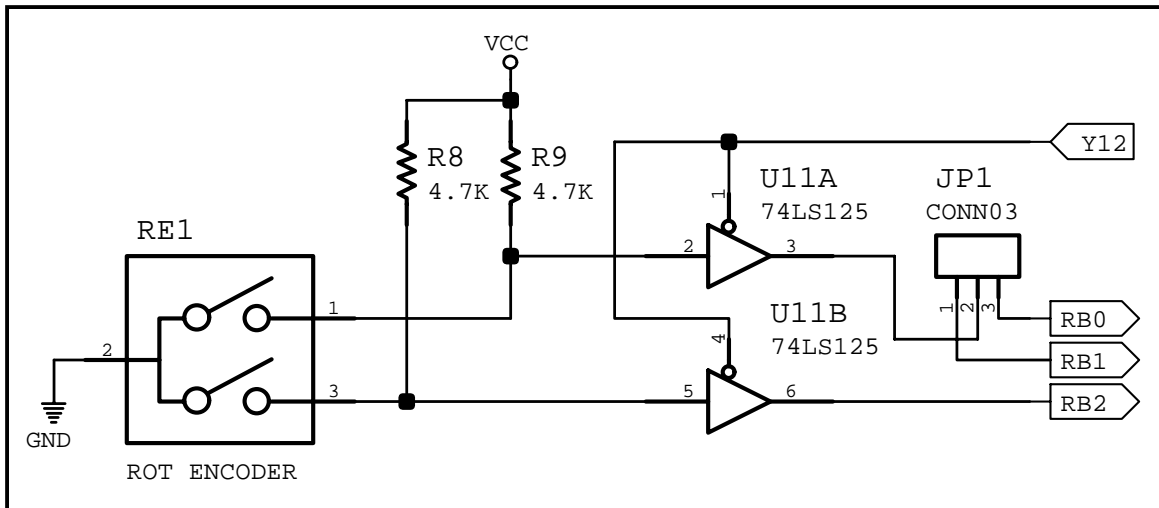 VCC
R8
4.7K
R9
4.7K
Y12
1
U11A
74LS125
JP1
CONN03
RE1
2
3
1
1
2
3
U11B
74LS125
RB0
4
2
RB1
3
5
6
RB2
GND
ROT ENCODER